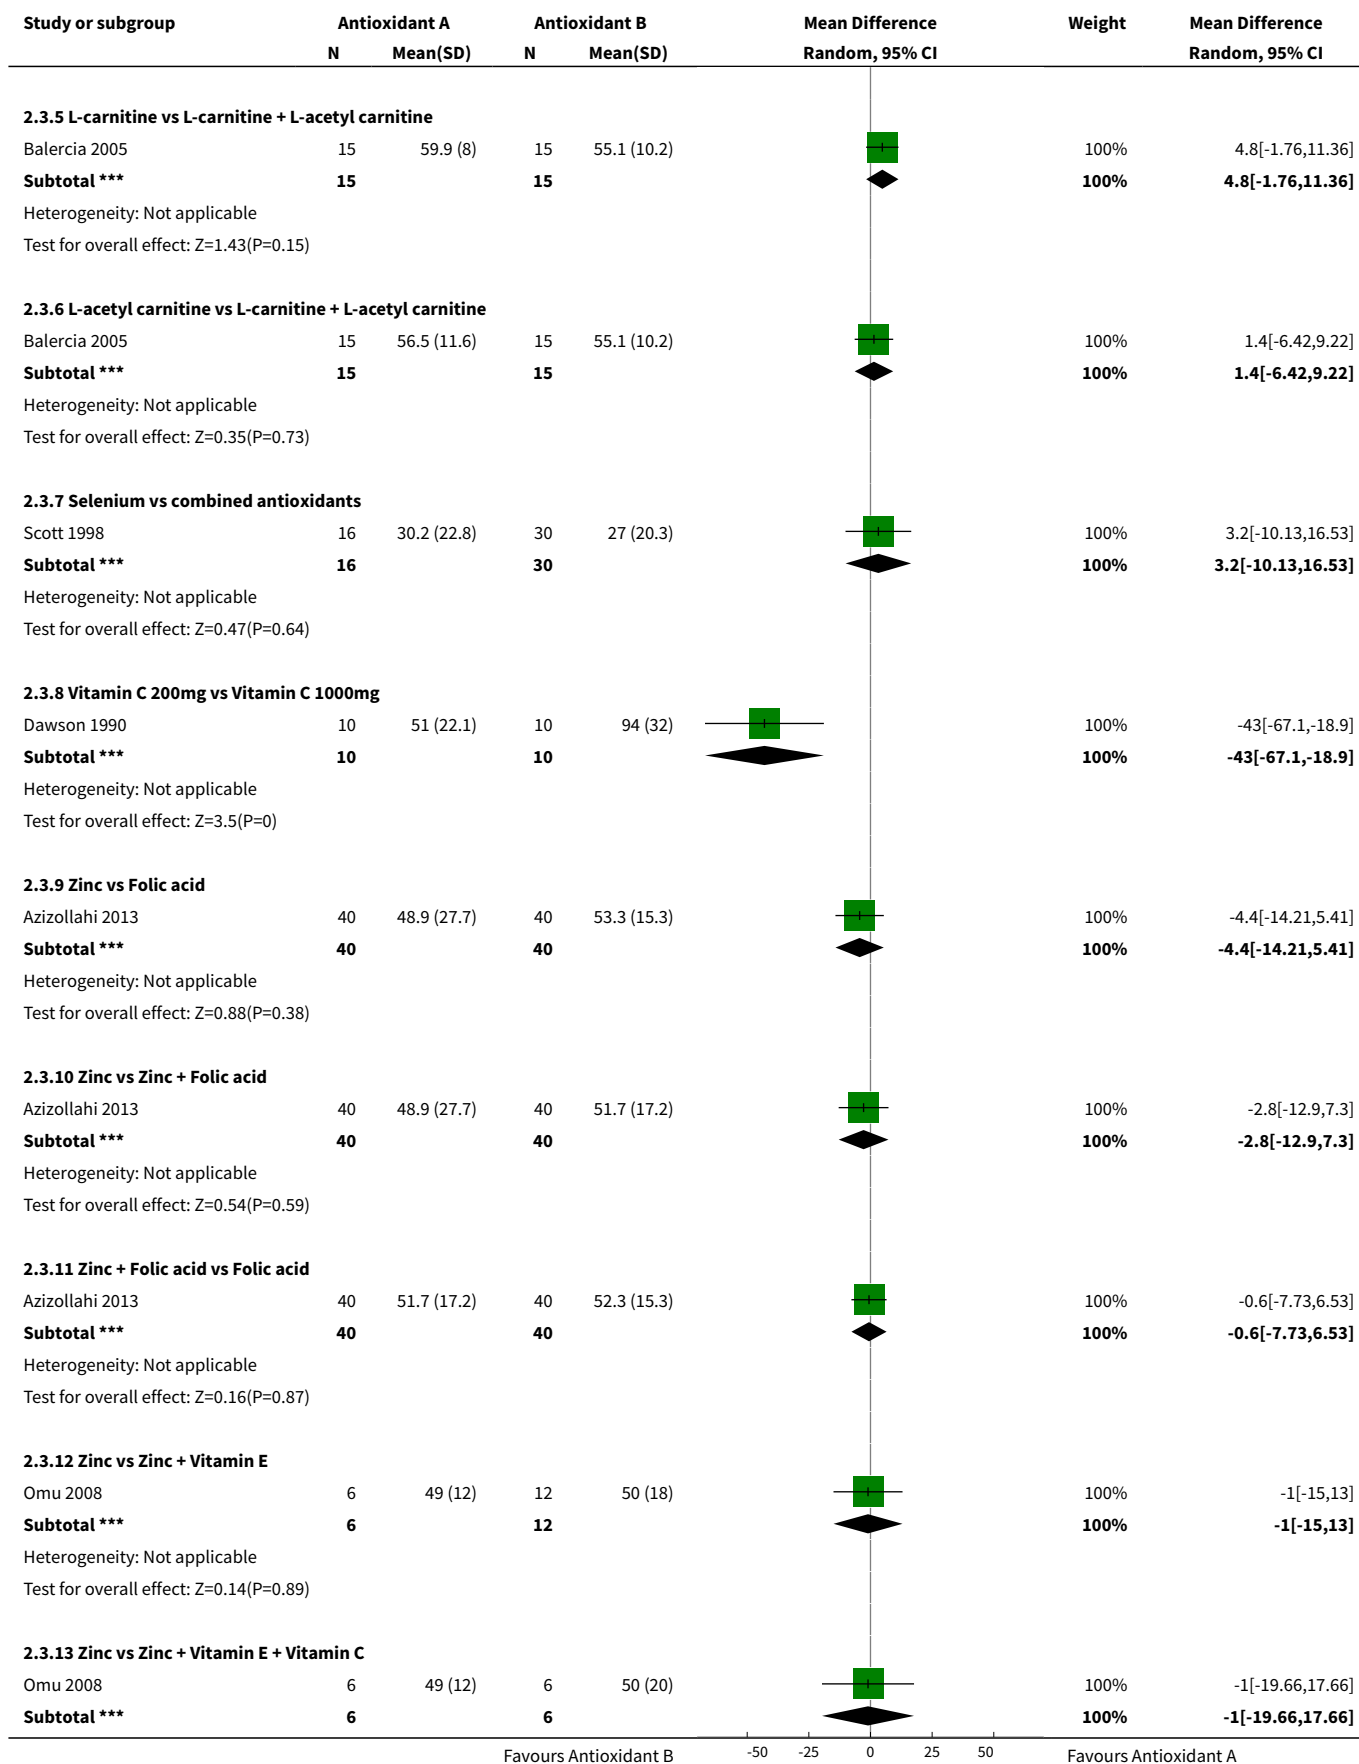 Study or subgroup Antioxidant A Antioxidant B Mean Difference Weight Mean Difference
N Mean(SD) N Mean(SD) Random, 95% CI Random, 95% CI
2.3.5 L-carnitine vs L-carnitine + L-acetyl carnitine
Balercia 2005 15 59.9 (8) 15 55.1 (10.2) 100% 4.8[-1.76,11.36]
Subtotal *** 15 15 100% 4.8[-1.76,11.36]
Heterogeneity: Not applicable
Test for overall effect: Z=1.43(P=0.15)
2.3.6 L-acetyl carnitine vs L-carnitine + L-acetyl carnitine
Balercia 2005 15 56.5 (11.6) 15 55.1 (10.2) 100% 1.4[-6.42,9.22]
Subtotal *** 15 15 100% 1.4[-6.42,9.22]
Heterogeneity: Not applicable
Test for overall effect: Z=0.35(P=0.73)
2.3.7 Selenium vs combined antioxidants
Scott 1998 16 30.2 (22.8) 30 27 (20.3) 100% 3.2[-10.13,16.53]
Subtotal *** 16 30 100% 3.2[-10.13,16.53]
Heterogeneity: Not applicable
Test for overall effect: Z=0.47(P=0.64)
2.3.8 Vitamin C 200mg vs Vitamin C 1000mg
Dawson 1990 10 51 (22.1) 10 94 (32) 100% -43[-67.1,-18.9]
Subtotal *** 10 10 100% -43[-67.1,-18.9]
Heterogeneity: Not applicable
Test for overall effect: Z=3.5(P=0)
2.3.9 Zinc vs Folic acid
Azizollahi 2013 40 48.9 (27.7) 40 53.3 (15.3) 100% -4.4[-14.21,5.41]
Subtotal *** 40 40 100% -4.4[-14.21,5.41]
Heterogeneity: Not applicable
Test for overall effect: Z=0.88(P=0.38)
2.3.10 Zinc vs Zinc + Folic acid
Azizollahi 2013 40 48.9 (27.7) 40 51.7 (17.2) 100% -2.8[-12.9,7.3]
Subtotal *** 40 40 100% -2.8[-12.9,7.3]
Heterogeneity: Not applicable
Test for overall effect: Z=0.54(P=0.59)
2.3.11 Zinc + Folic acid vs Folic acid
Azizollahi 2013 40 51.7 (17.2) 40 52.3 (15.3) 100% -0.6[-7.73,6.53]
Subtotal *** 40 40 100% -0.6[-7.73,6.53]
Heterogeneity: Not applicable
Test for overall effect: Z=0.16(P=0.87)
2.3.12 Zinc vs Zinc + Vitamin E
Omu 2008 6 49 (12) 12 50 (18) 100% -1[-15,13]
Subtotal *** 6 12 100% -1[-15,13]
Heterogeneity: Not applicable
Test for overall effect: Z=0.14(P=0.89)
2.3.13 Zinc vs Zinc + Vitamin E + Vitamin C
Omu 2008 6 49 (12) 6 50 (20) 100% -1[-19.66,17.66]
Subtotal *** 6 6 100% -1[-19.66,17.66]
Favours Antioxidant B -50 -25 0 25 50 Favours Antioxidant A